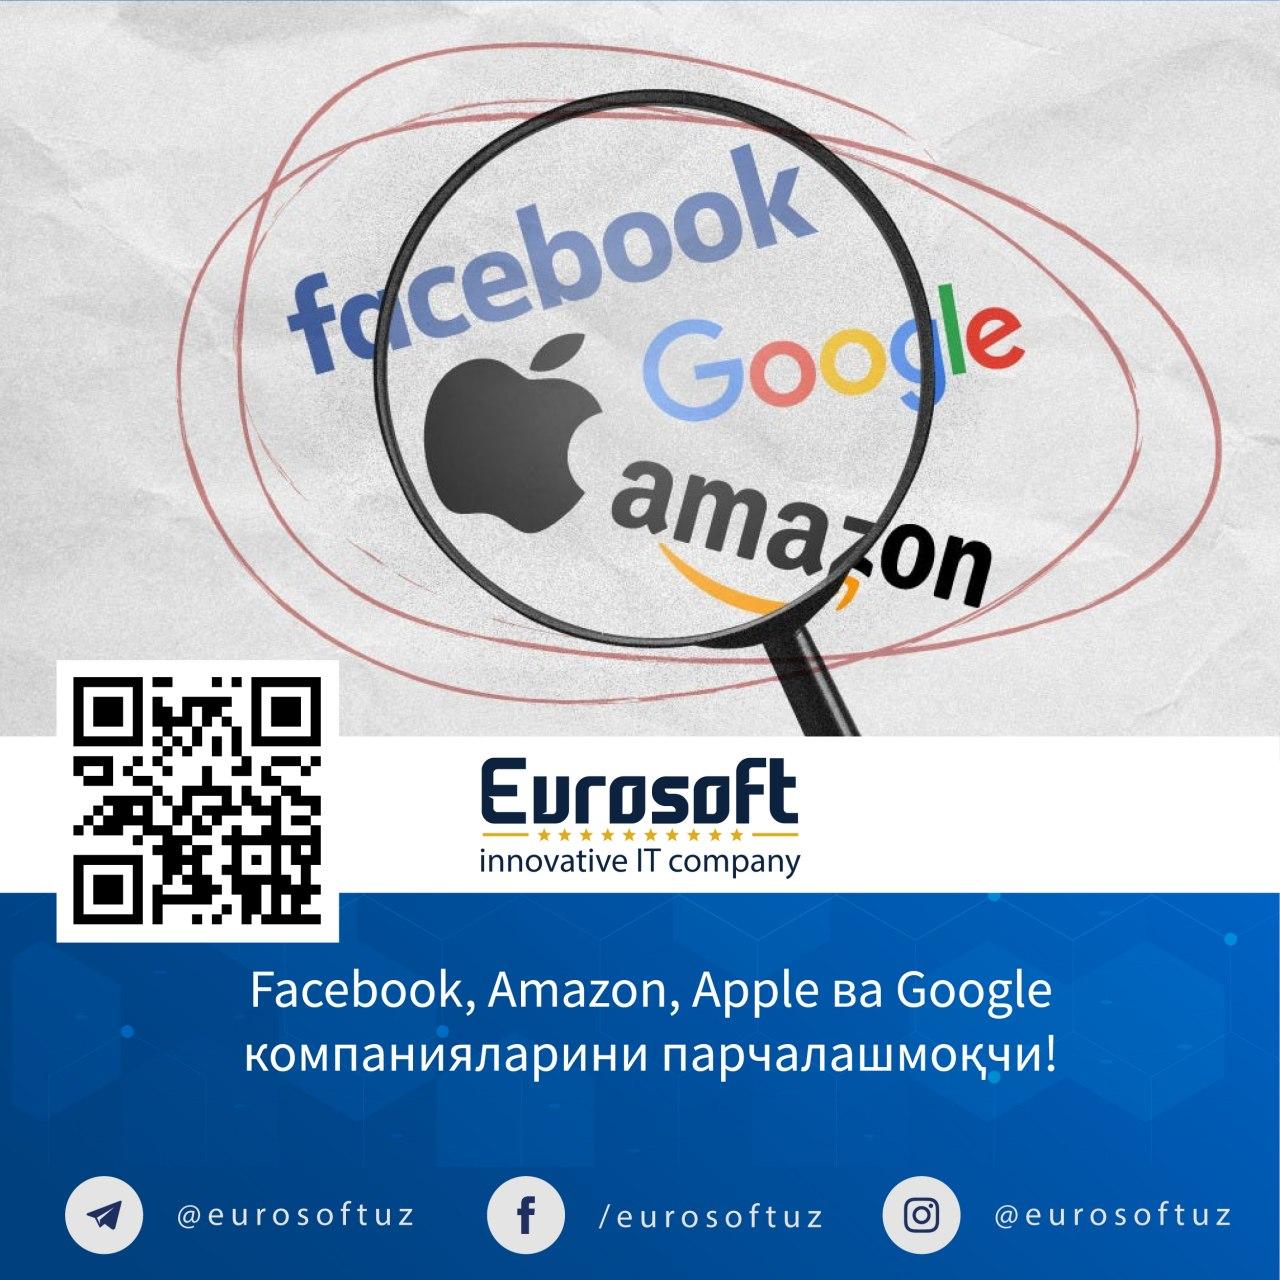 facebook
Google
amazon
Eurosoft
innovative IT company
Facebook, Amazon, Apple ва Google
компанияларини парчалашмоқчи!
@eurosoftuz
/eurosoftuz
@eurosoftuz